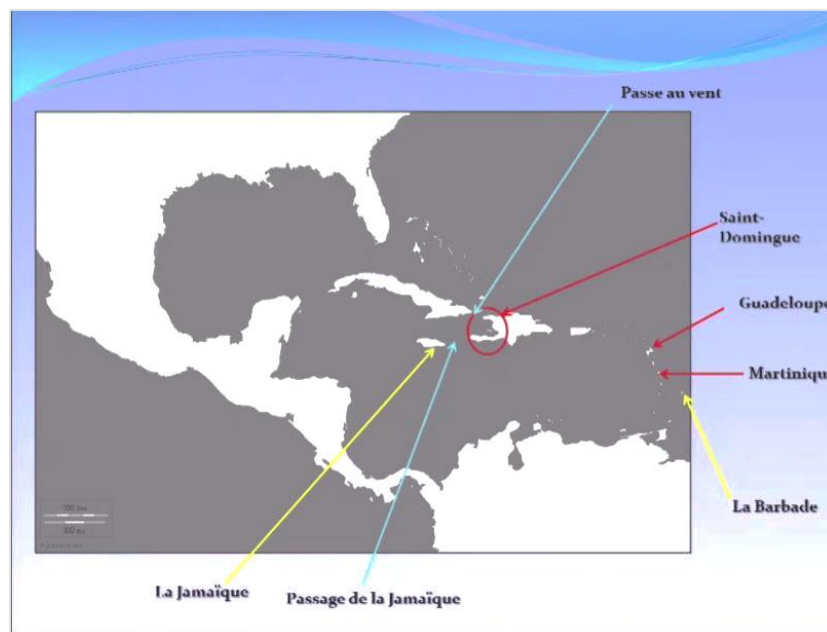 Passe au vent
Saint-
Domingue
Guadeloupe
Martiniqu
La Barbade
La Jamaïque
Passage de la Jamaïque